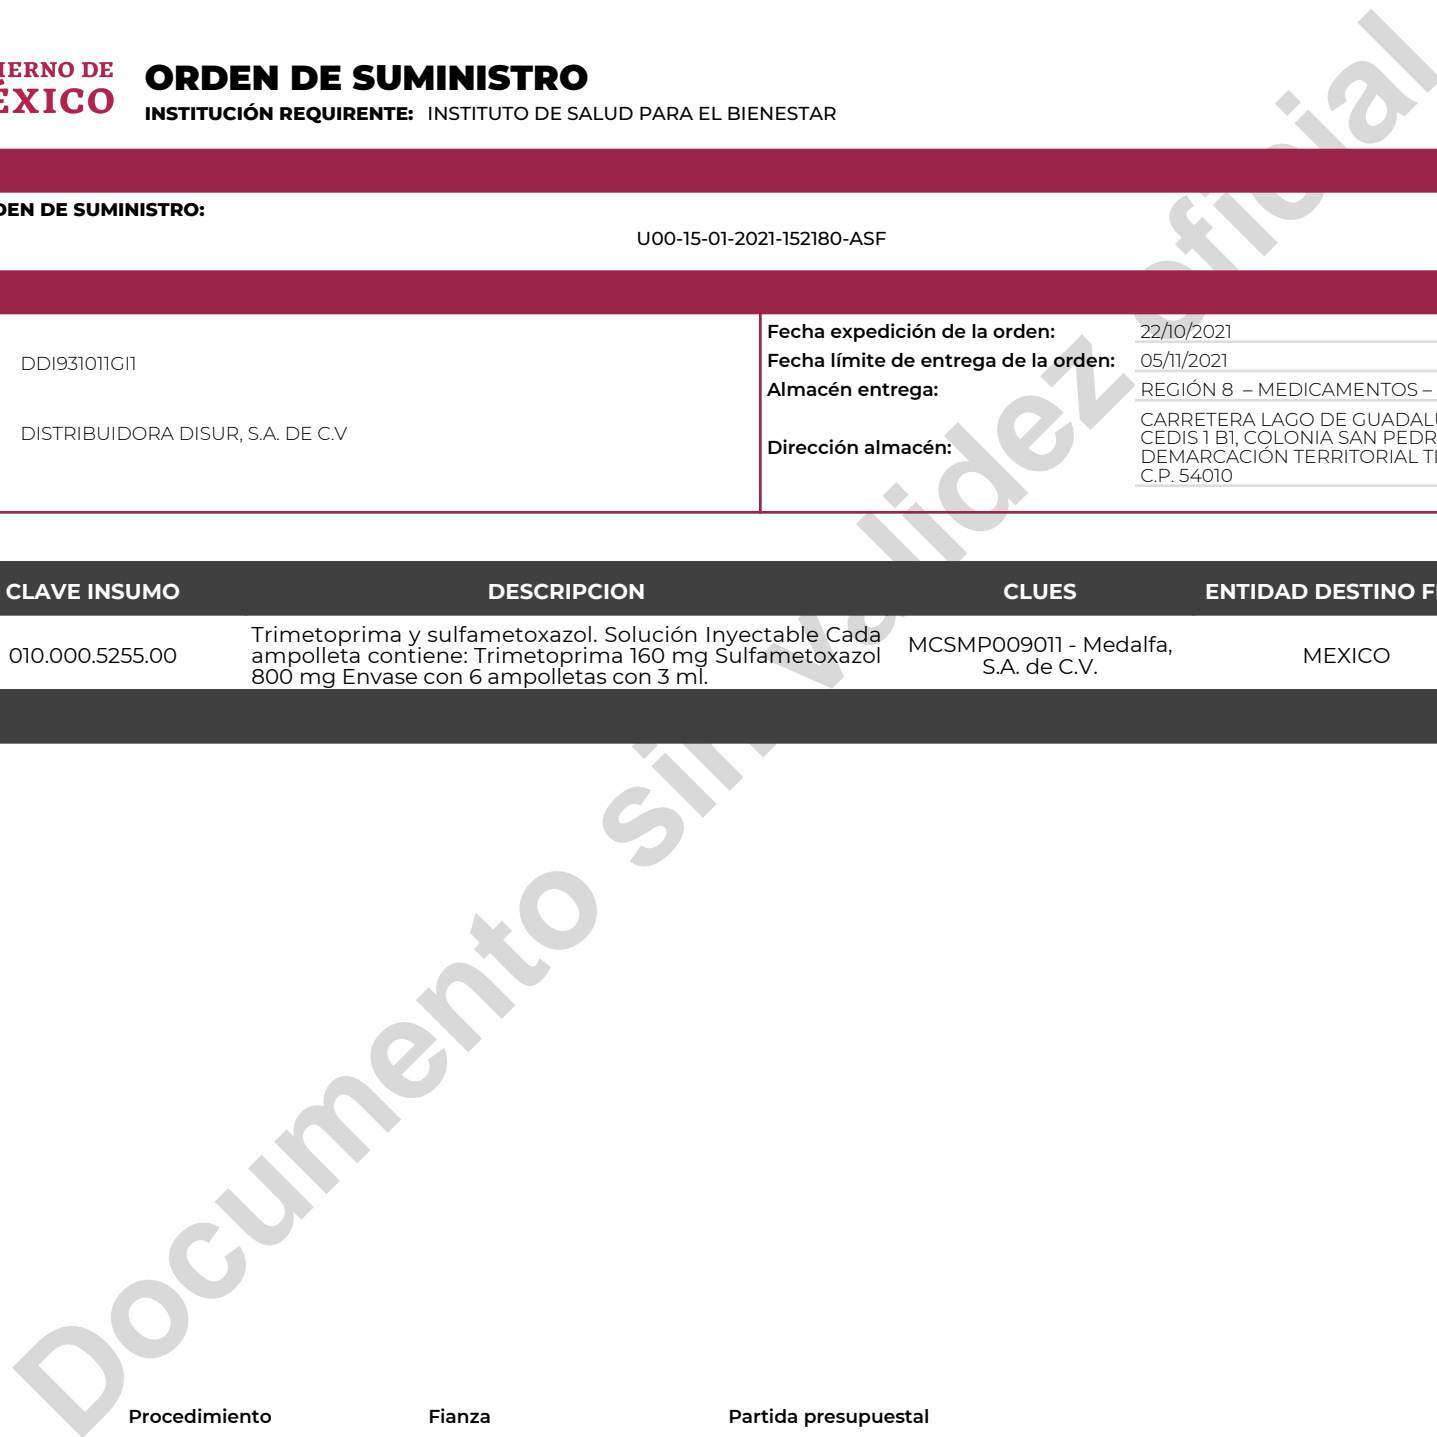 IERNO DE
ÉXICO
ORDEN DE SUMINISTRO
INSTITUCIÓN REQUIRENTE: INSTITUTO DE SALUD PARA EL BIENESTAR
DEN DE SUMINISTRO:
U00-15-01-2021-152180-ASF
DDI931011GI1
DISTRIBUIDORA DISUR, S.A. DE C.V
Fecha expedición de la orden: 22/10/2021
Fecha límite de entrega de la orden: 05/11/2021
Almacén entrega: REGIÓN 8 – MEDICAMENTOS –
Dirección almacén:
CARRETERA LAGO DE GUADALU
CEDIS 1 B1, COLONIA SAN PEDR
DEMARCACIÓN TERRITORIAL TL
C.P. 54010
CLAVE INSUMO DESCRIPCION CLUES ENTIDAD DESTINO FI
010.000.5255.00
Trimetoprima y sulfametoxazol. Solución Inyectable Cada
ampolleta contiene: Trimetoprima 160 mg Sulfametoxazol
800 mg Envase con 6 ampolletas con 3 ml.
MCSMP009011 - Medalfa,
S.A. de C.V.
MEXICO
Documento sin validez oficial
Procedimiento Fianza Partida presupuestal